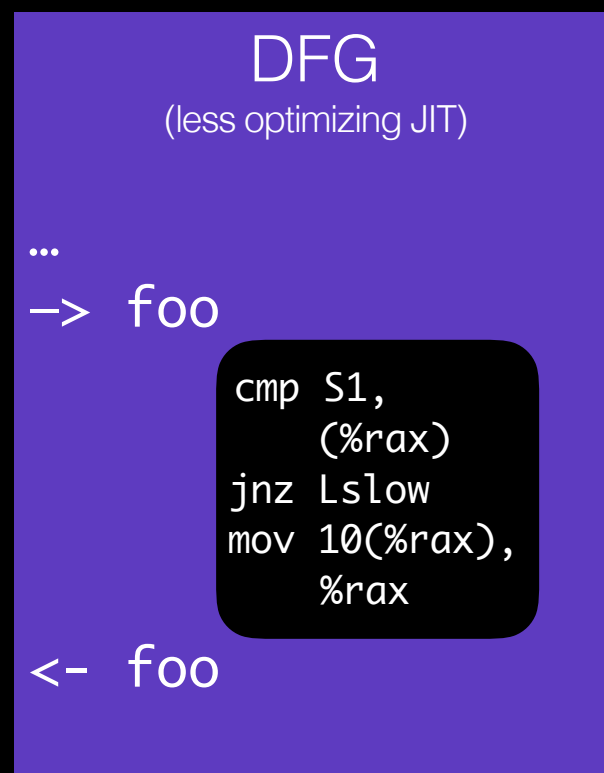 DFG
(less optimizing JIT)
…
–> foo
cmp S1,
(%rax)
jnz Lslow
mov 10(%rax),
%rax
<- foo